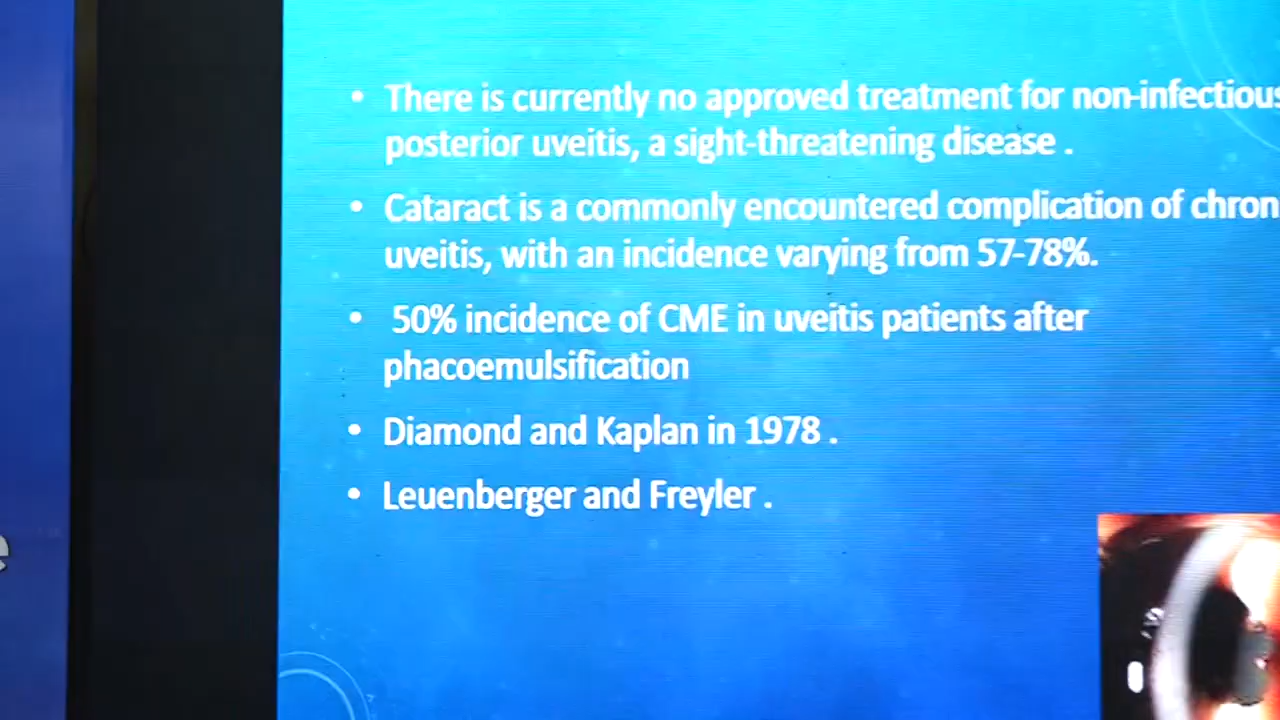 • There is currently no approved treatment for non-infectious
posterior uveitis, a sight-threatening disease .
• Cataract is a commonly encountered complication of chron
uveitis, with an incidence varying from 57-78%.
• 50% incidence of CME in uveitis patients after
phacoemulsification
• Diamond and Kaplan in 1978 .
• Leuenberger and Freyler .
e